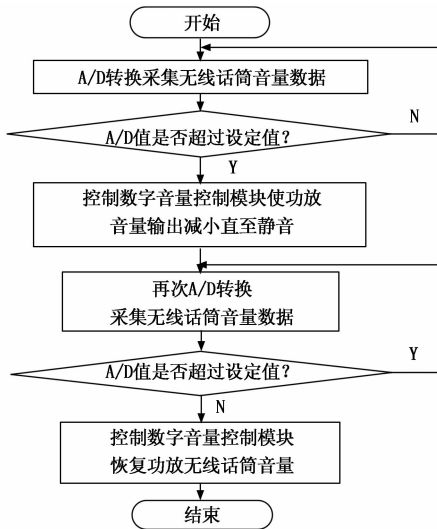 开始
A/D转换采集无线话筒音量数据
A/D值是否超过设定值?
N
Y
控制数字音量控制模块使功放
音量输出减小直至静音
再次A/D转换
采集无线话筒音量数据
A/D值是否超过设定值?
Y
N
控制数字音量控制模块
恢复功放无线话筒音量
结束